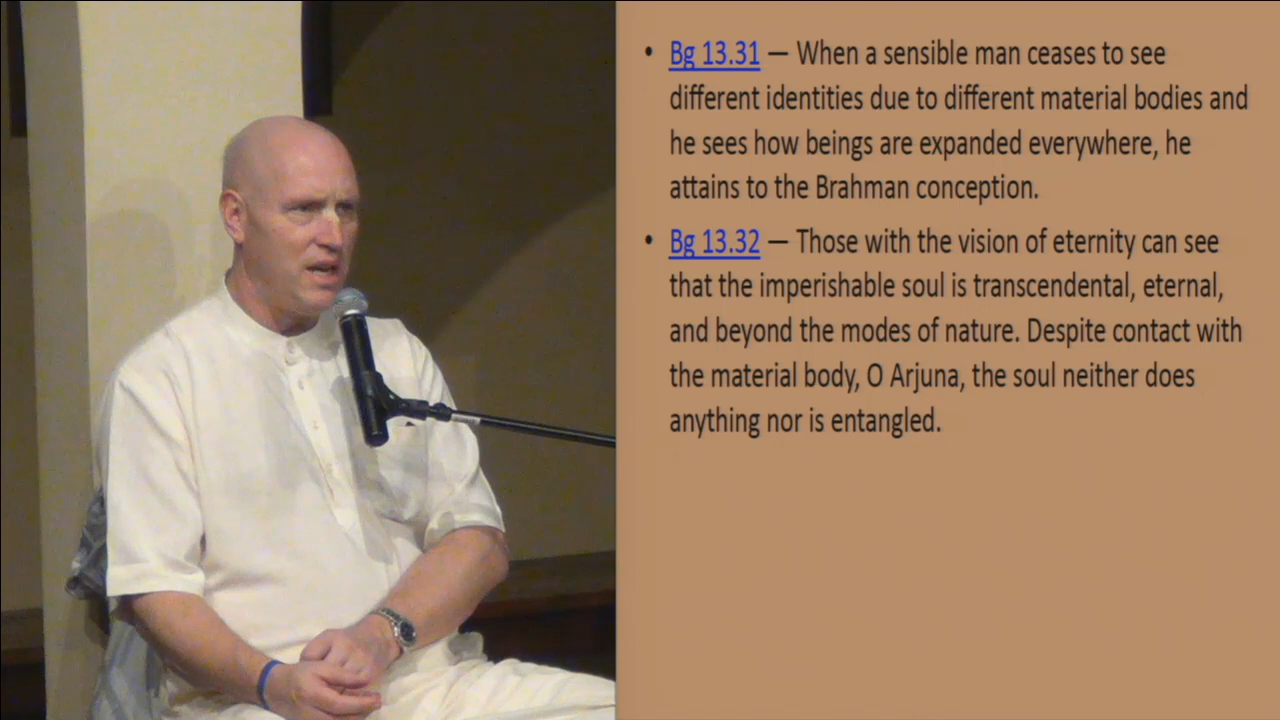 • Bg 13.31 — When a sensible man ceases to see
different identities due to different material bodies and
he sees how beings are expanded everywhere, he
attains to the Brahman conception.
• Bg 13.32 — Those with the vision of eternity can see
that the imperishable soul is transcendental, eternal,
and beyond the modes of nature. Despite contact with
the material body, O Arjuna, the soul neither does
anything nor is entangled.